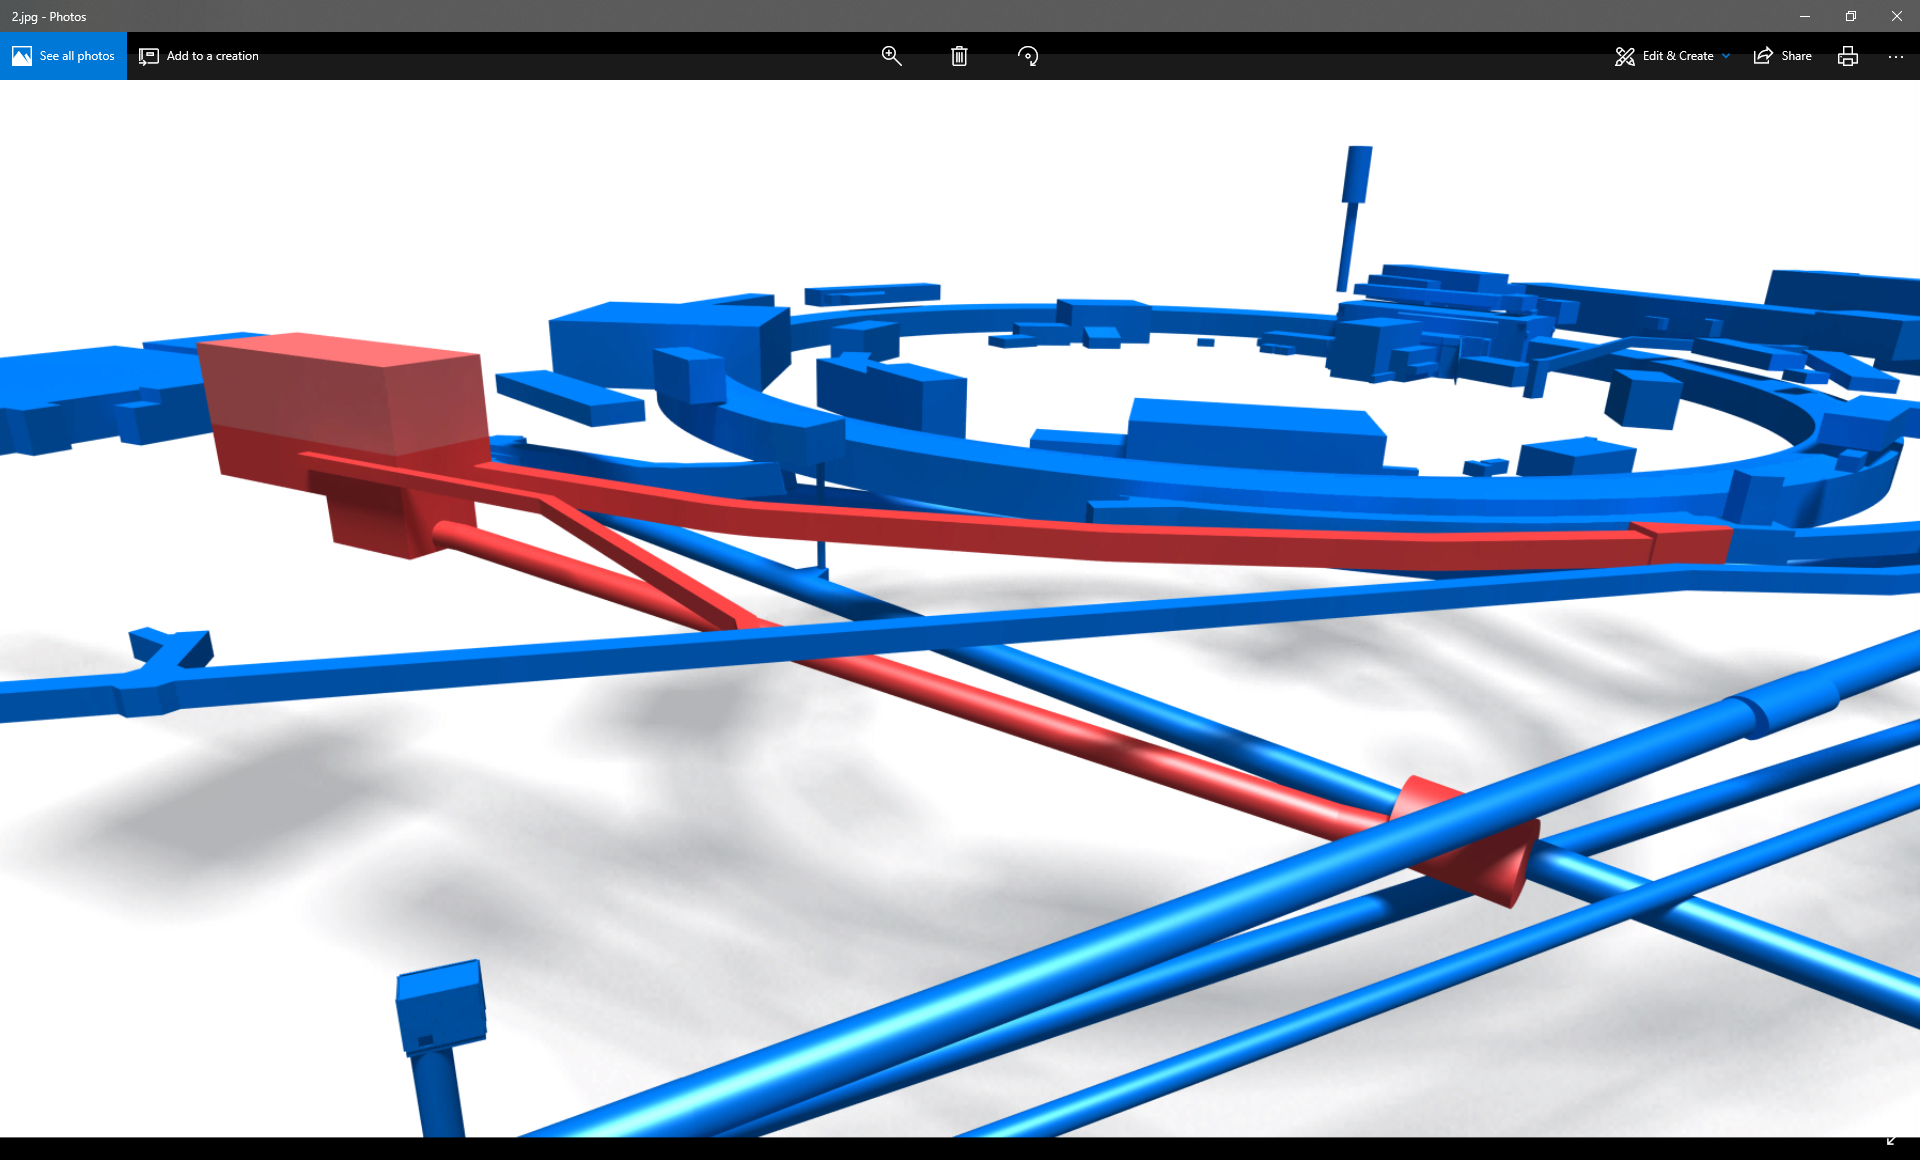 2.jpg - Photos
See all photos
Add to a creation
Edit & Create
Share